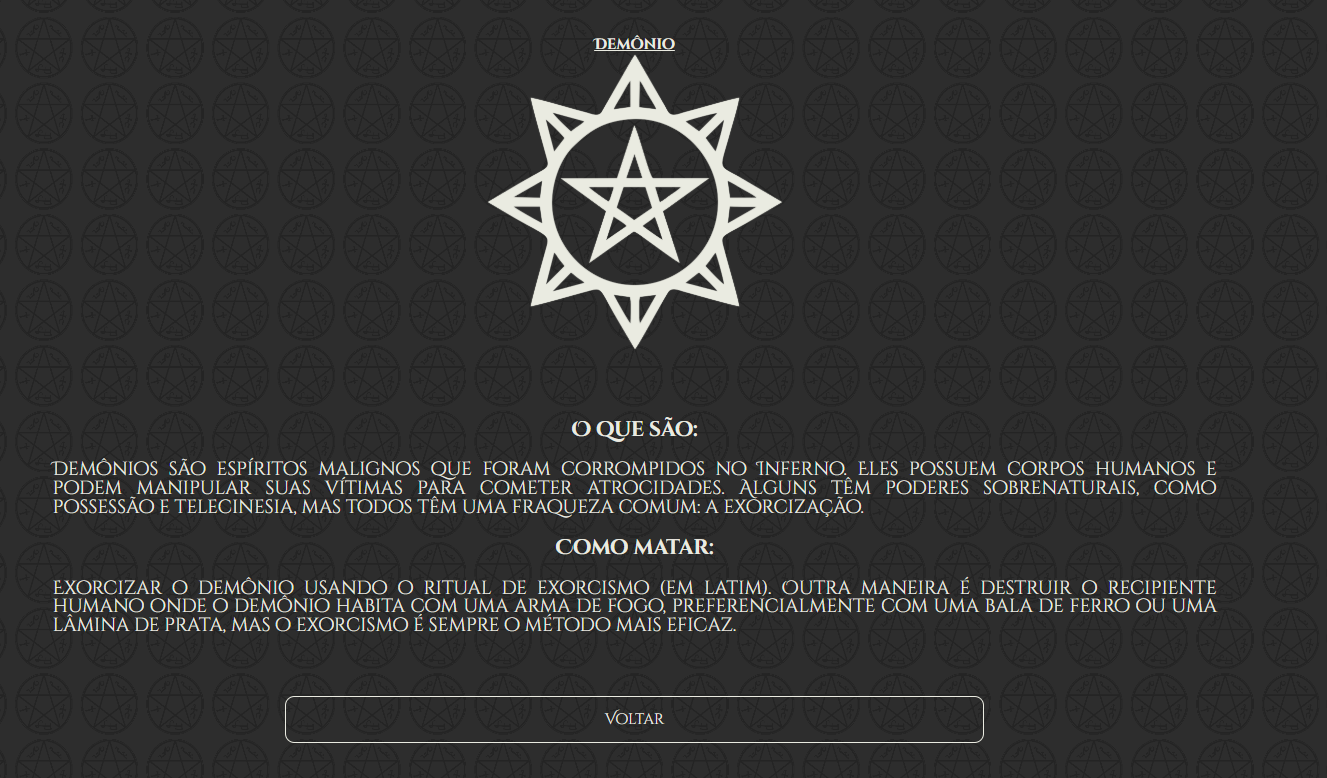 Demônio
O que são:
Demônios são espíritos malignos que foram corrompidos no Inferno. Eles possuem corpos humanos e
podem manipular suas vítimas para cometer atrocidades. Alguns têm poderes sobrenaturais, como
possessão e telecinesia, mas todos têm uma fraqueza comum: a exorcização.
Como matar:
Exorcizar o demônio usando o ritual de exorcismo (em latim). Outra maneira é destruir o recipiente
humano onde o demônio habita com uma arma de fogo, preferencialmente com uma bala de ferro ou uma
lâmina de prata, mas o exorcismo é sempre o método mais eficaz.
Voltar